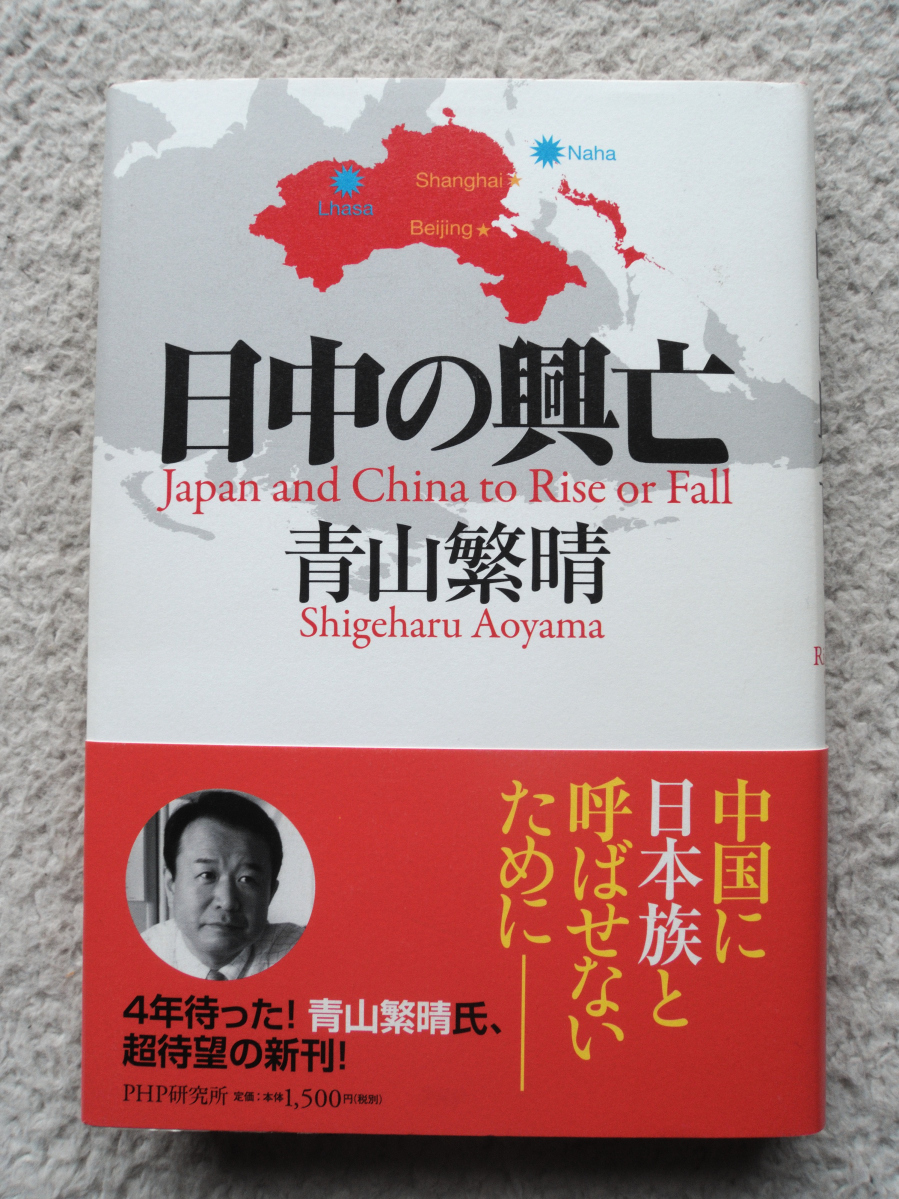 Naha
Shanghai
Lhasa
Beijing
日中の興亡
Japan and China to Rise or Fall
青山繁晴
Shigeharu Aoyama
中国に
日本族と
呼ばせない
ために――
4年待った！青山繁晴氏、
超待望の新刊！
PHP研究所 定価：本体1,500円（税別）